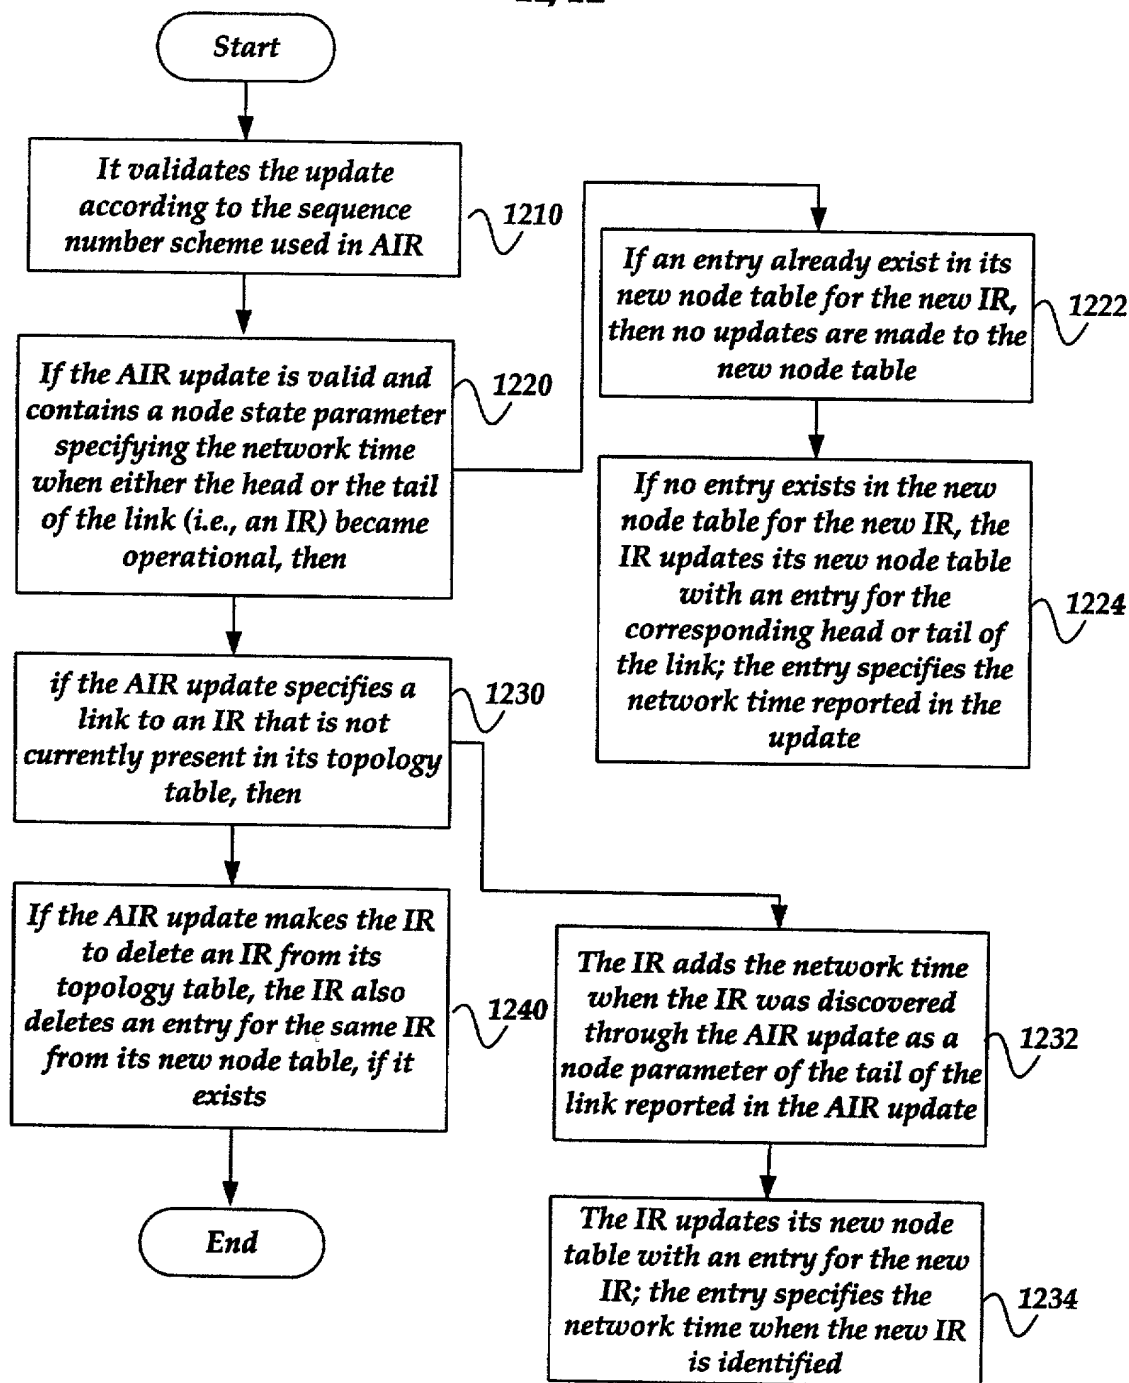 Start
It validates the update
according to the sequence
number scheme used in AIR
1210
If the AIR update is valid and
contains a node state parameter
specifying the network time
when either the head or the tail
of the link (i.e., an IR) became
operational, then
1220
If an entry already exist in its
new node table for the new IR,
then no updates are made to the
new node table
1222
If no entry exists in the new
node table for the new IR, the
IR updates its new node table
with an entry for the
corresponding head or tail of
the link; the entry specifies the
network time reported in the
update
1224
if the AIR update specifies a
link to an IR that is not
currently present in its topology
table, then
1230
The IR adds the network time
when the IR was discovered
through the AIR update as a
node parameter of the tail of the
link reported in the AIR update
1232
The IR updates its new node
table with an entry for the new
IR; the entry specifies the
network time when the new IR
is identified
1234
If the AIR update makes the IR
to delete an IR from its
topology table, the IR also
deletes an entry for the same IR
from its new node table, if it
exists
1240
End